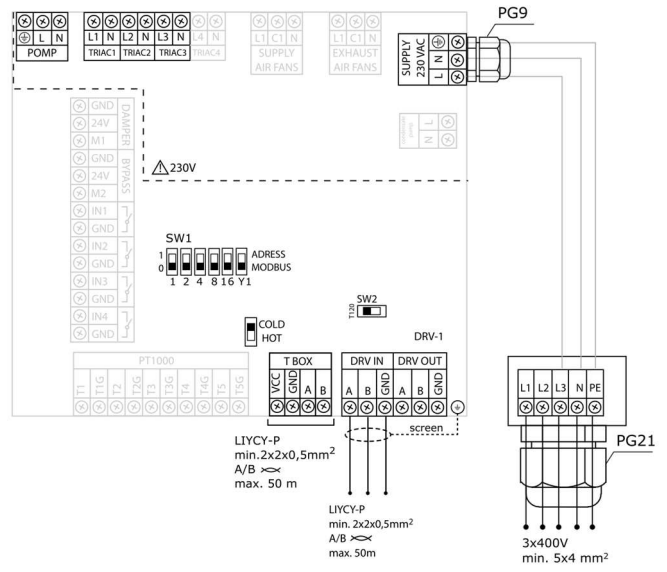 PG9
⏚ L N
POMP
L1 N L2 N L3 N L4 N
TRIAC1 TRIAC2 TRIAC3 TRIAC4
L1 C1 N
SUPPLY
AIR FANS
L1 C1 N
EXHAUST
AIR FANS
SUPPLY
230 VAC
L N ⏚
N L
GND
24V
M1
DAMPER
GND
24V
M2
BYPASS
IN1
GND
IN2
GND
IN3
GND
IN4
GND
⚠230V
SW1
1
0
ADRESS
MODBUS
1 2 4 8 16 Y1
SW2
T120
COLD
HOT
DRV-1
PT1000
T1 T1G T2 T2G T3 T3G T4 T4G T5 T5G
T BOX
VCC GND A B
DRV IN
A B GND
DRV OUT
A B GND
screen
L1 L2 L3 N PE
PG21
LIYCY-P
min.2x2x0,5mm²
A/B
max. 50 m
LIYCY-P
min. 2x2x0,5mm²
A/B
max. 50m
3x400V
min. 5x4 mm²